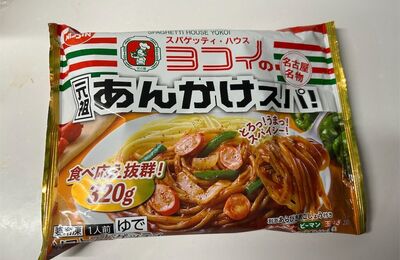 SPAGHETTI HOUSE YOKOI
スパゲッティ・ハウス
ヨコイの
名古屋
名物
元祖
あんかけスパ!
とろっ!うまっ!
スパイシー!
食べ応え抜群!
320g
1人前
ゆで
ピーマン